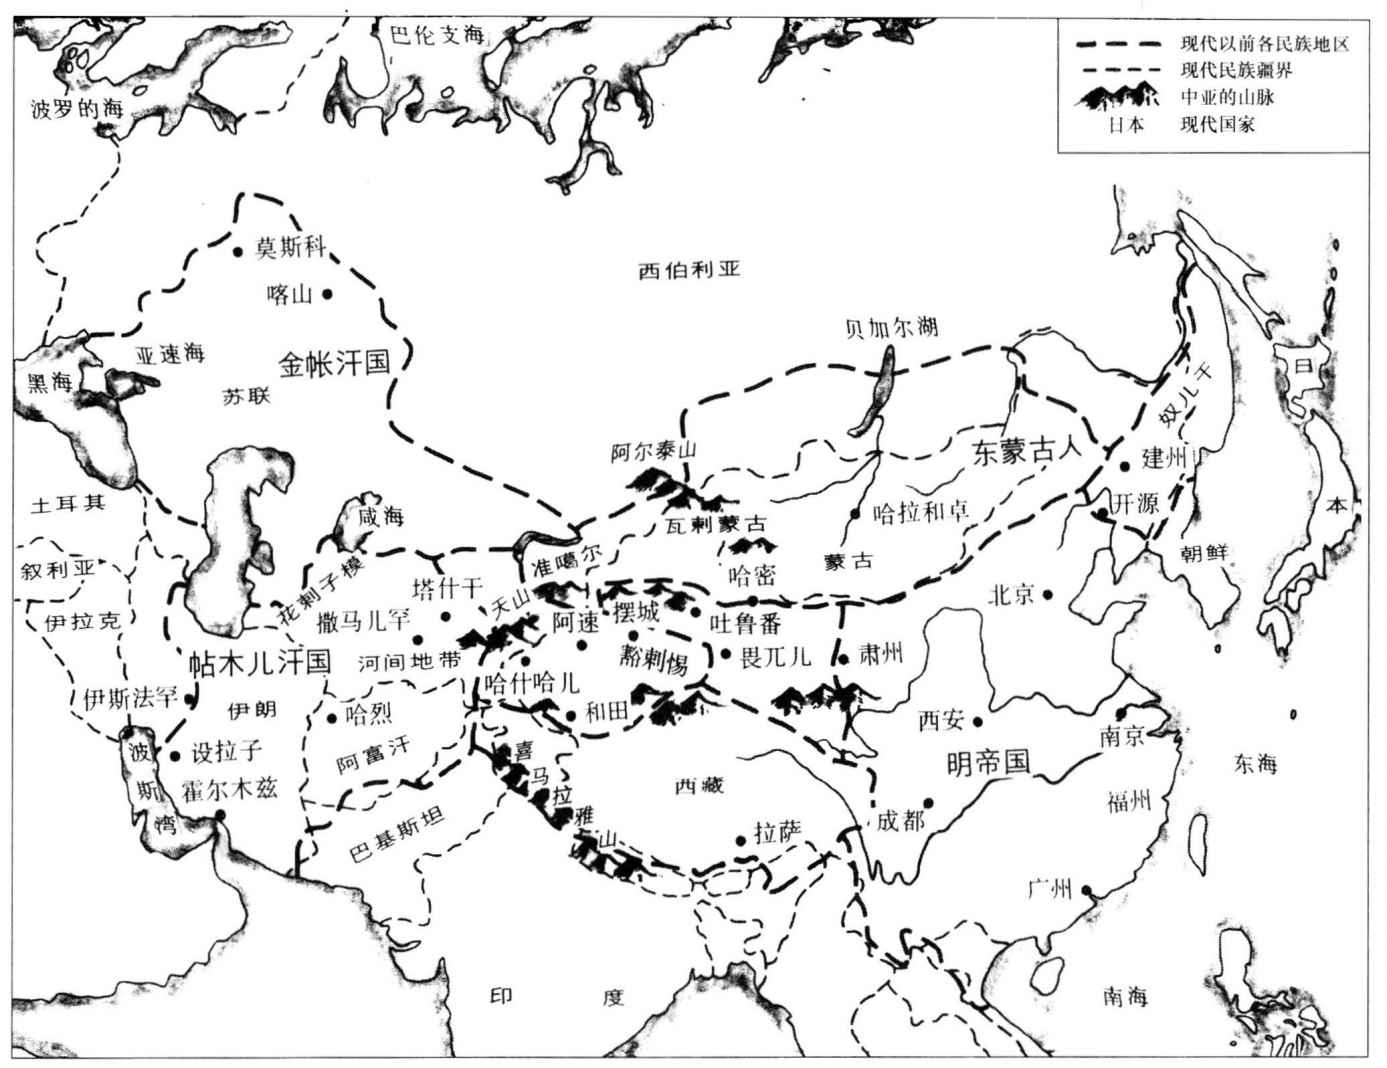 巴伦支海
现代以前各民族地区
现代民族疆界
中亚的山脉
日本 现代国家
波罗的海
莫斯科
西伯利亚
喀山
贝加尔湖
亚速海
金帐汗国
黑海
苏联
日
奴儿干
阿尔泰山
东蒙古人
建州
土耳其
咸海
瓦剌蒙古
哈拉和卓
开源
本
叙利亚
花剌子模
准噶尔
蒙古
朝鲜
塔什干
天山
哈密
北京
伊拉克
撒马儿罕
阿速
摆城
吐鲁番
帖木儿汗国
河间地带
豁剌惕
畏兀儿
肃州
伊斯法罕
伊朗
哈什哈儿
哈烈
和田
西安
南京
波斯湾
设拉子
阿富汗
喜马拉雅山
明帝国
东海
霍尔木兹
西藏
福州
巴基斯坦
拉萨
成都
广州
印度
南海